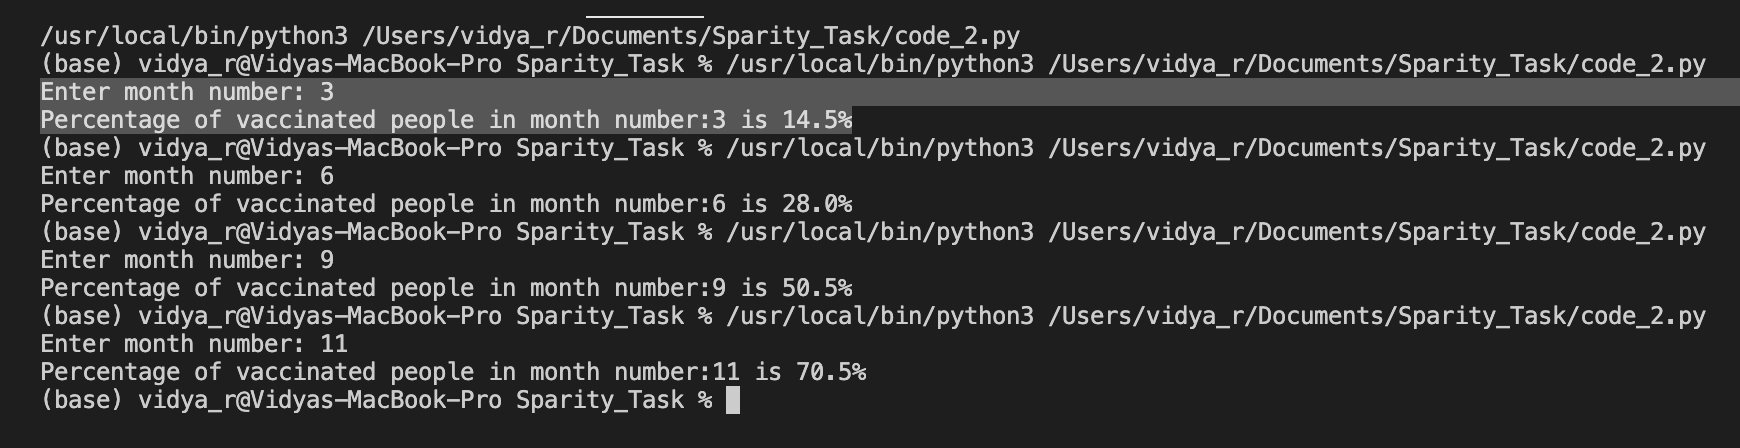 /usr/local/bin/python3 /Users/vidya_r/Documents/Sparity_Task/code_2.py
(base) vidya_r@Vidyas-MacBook-Pro Sparity_Task % /usr/local/bin/python3 /Users/vidya_r/Documents/Sparity_Task/code_2.py
Enter month number: 3
Percentage of vaccinated people in month number:3 is 14.5%
(base) vidya_r@Vidyas-MacBook-Pro Sparity_Task % /usr/local/bin/python3 /Users/vidya_r/Documents/Sparity_Task/code_2.py
Enter month number: 6
Percentage of vaccinated people in month number:6 is 28.0%
(base) vidya_r@Vidyas-MacBook-Pro Sparity_Task % /usr/local/bin/python3 /Users/vidya_r/Documents/Sparity_Task/code_2.py
Enter month number: 9
Percentage of vaccinated people in month number:9 is 50.5%
(base) vidya_r@Vidyas-MacBook-Pro Sparity_Task % /usr/local/bin/python3 /Users/vidya_r/Documents/Sparity_Task/code_2.py
Enter month number: 11
Percentage of vaccinated people in month number:11 is 70.5%
(base) vidya_r@Vidyas-MacBook-Pro Sparity_Task %